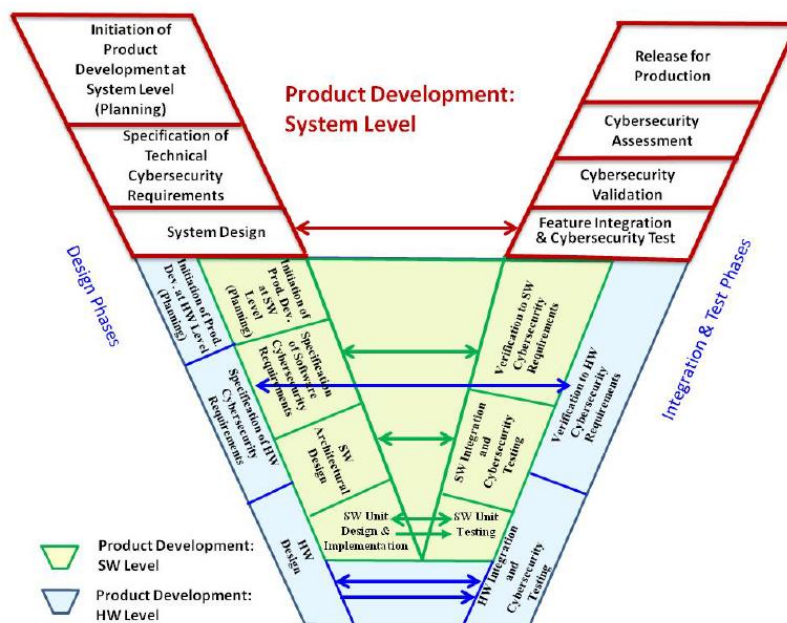 Initiation of
Product
Development at
System Level
(Planning)
Specification of
Technical
Cybersecurity
Requirements
System Design
Product Development:
System Level
Release for
Production
Cybersecurity
Assessment
Cybersecurity
Validation
Feature Integration
& Cybersecurity Test
Design Phases
Integration & Test Phases
Initiation of Prod.
Dev. at HW Level
(Planning)
Initiation of
Prod. Dev.
at SW
Level
(Planning)
Specification
of Software
Cybersecurity
Requirements
SW
Architectural
Design
SW Unit
Design &
Implementation
SW Unit
Testing
SW Integration
and
Cybersecurity
Testing
Verification to SW
Cybersecurity
Requirements
Specification of HW
Cybersecurity
Requirements
Verification to HW
Cybersecurity
Requirements
HW
Design
HW Integration
and
Cybersecurity
Testing
Product Development:
SW Level
Product Development:
HW Level